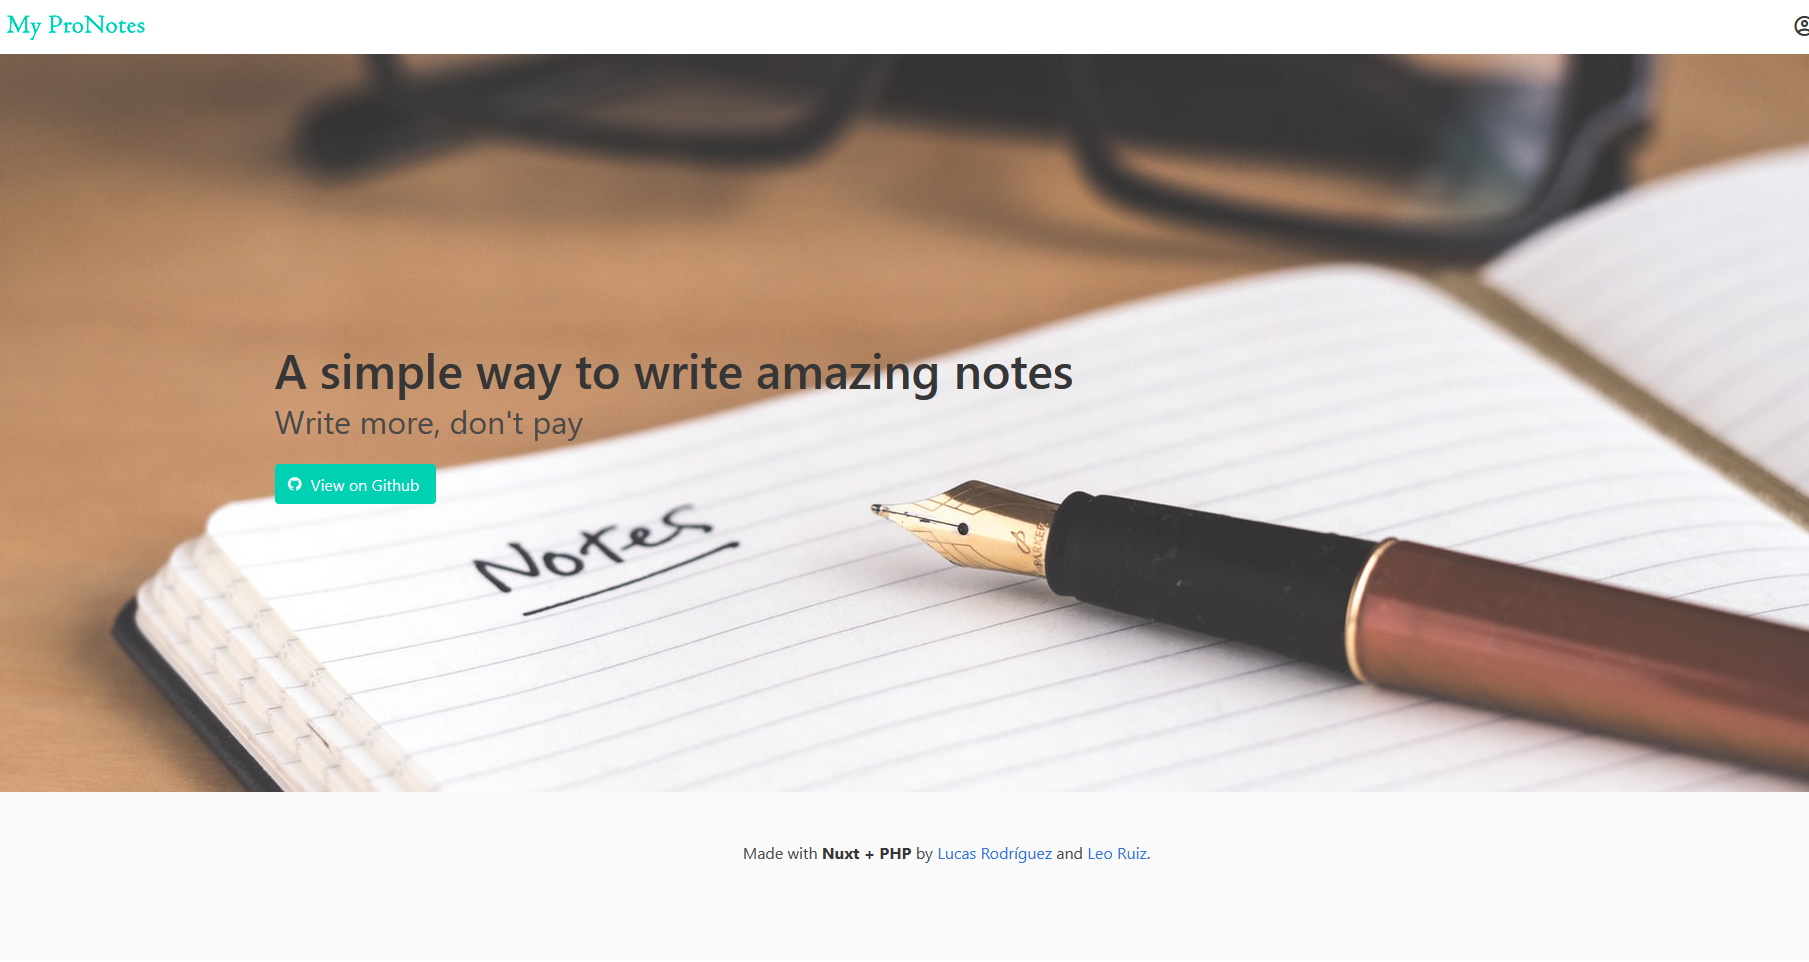 My ProNotes
A simple way to write amazing notes
Write more, don't pay
View on Github
Notes
PARKER
Made with Nuxt + PHP by Lucas Rodríguez and Leo Ruiz.